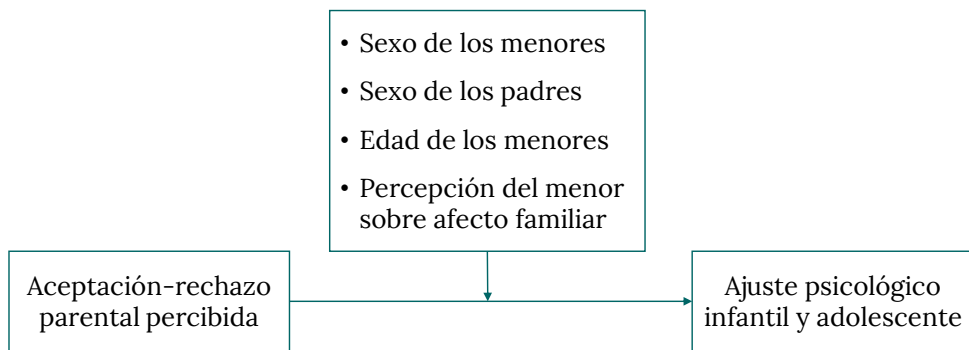 • Sexo de los menores
• Sexo de los padres
• Edad de los menores
• Percepción del menor
sobre afecto familiar
Aceptación-rechazo
parental percibida
Ajuste psicológico
infantil y adolescente